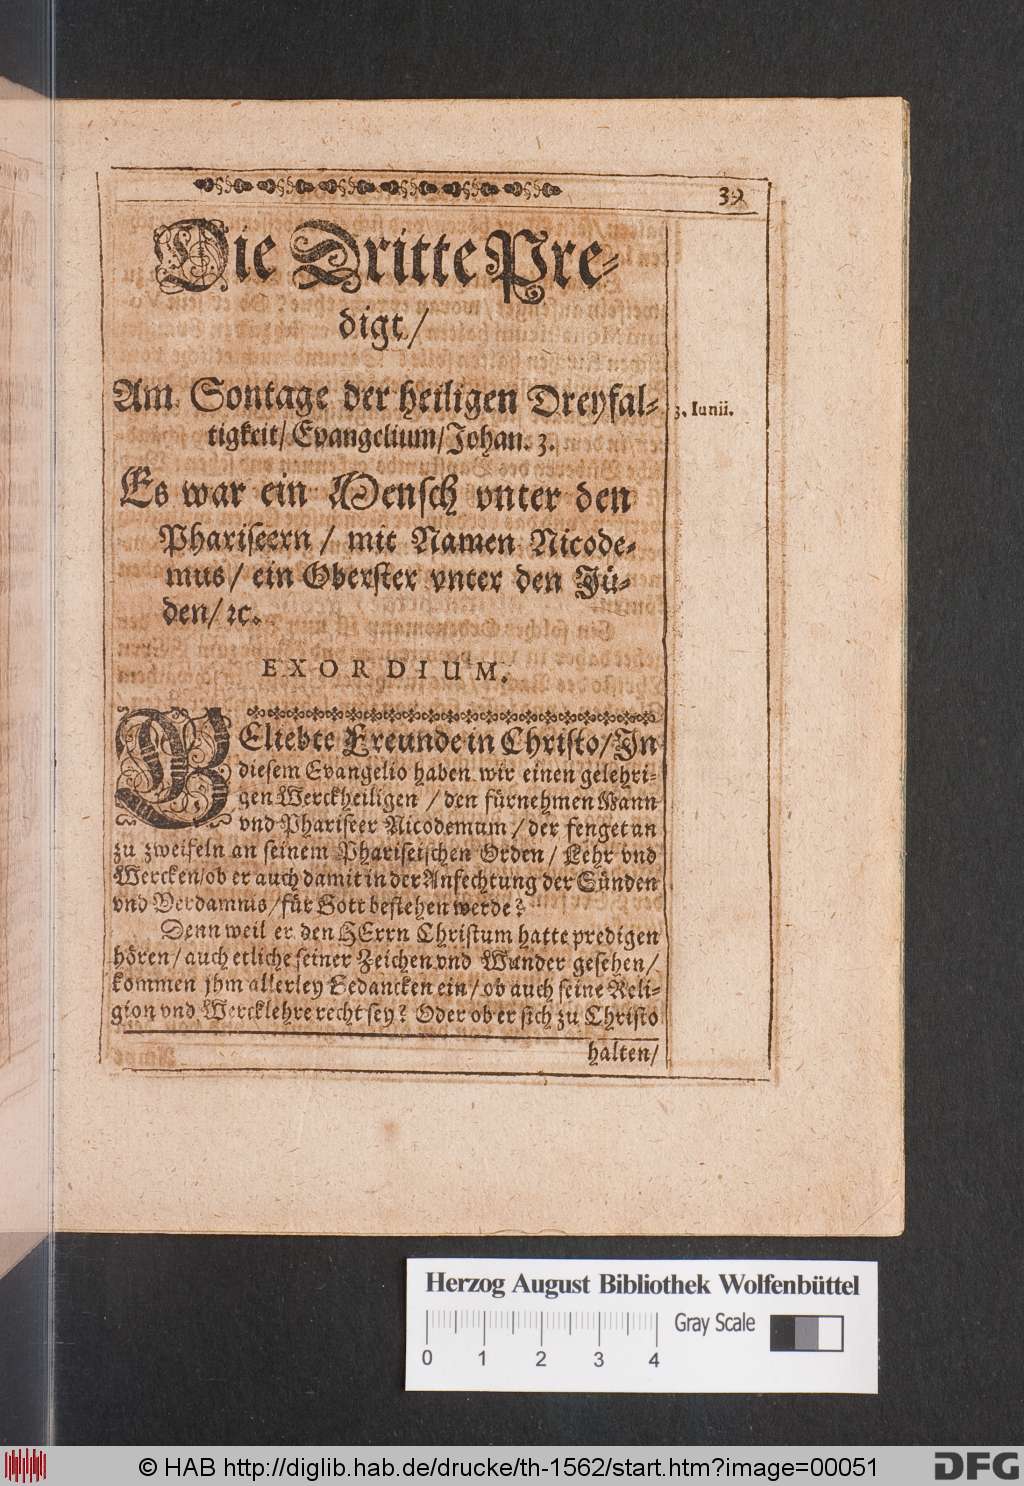 39
Die Dritte Pre-
digt/
Am Sontage der heiligen Dreyfal-
3. Iunii.
tigkeit/ Evangelium/ Johan. 3.
Es war ein Mensch vnter den
Phariseern / mit Namen Nicode-
mus / ein Oberster vnter den Jü-
den/ ꝛc.
EXORDIUM.
GEliebte Freunde in Christo/ Jn
diesem Evangelio haben wir einen gelehri-
gen Werckheiligen / den fürnehmen Mann
vnd Phariseer Nicodemum / der fenget an
zu zweifeln an seinem Phariseischen Orden / Lehr vnd
Wercken/ ob er auch damit in der Anfechtung der Sünden
vnd Verdamnis / für Gott bestehen werde?
Denn weil er den HErrn Christum hatte predigen
hören / auch etliche seiner Zeichen vnd Wunder gesehen /
kommen jhm allerley Gedancken ein / ob auch seine Reli-
gion vnd Wercklehre recht sey? Oder ob er sich zu Christo
halten/
Herzog August Bibliothek Wolfenbüttel
Gray Scale
0 1 2 3 4
© HAB http://diglib.hab.de/drucke/th-1562/start.htm?image=00051
DFG